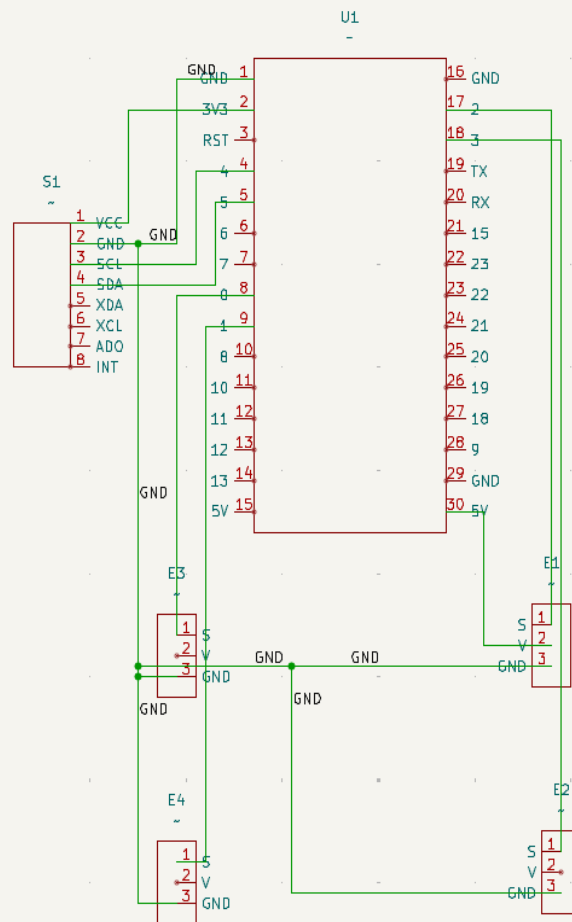 U1
~
GND
GND 1
3V3 2
RST 3
4 4
5 5
6 6
7 7
0 8
1 9
8 10
10 11
11 12
12 13
13 14
5V 15
16 GND
17 2
18 3
19 TX
20 RX
21 15
22 23
23 22
24 21
25 20
26 19
27 18
28 9
29 GND
30 5V
S1
~
1 VCC
2 GND
3 SCL
4 SDA
5 XDA
6 XCL
7 ADO
8 INT
GND
GND
E3
~
1 S
2 V
3 GND
GND
GND
GND
GND
E1
~
S 1
V 2
GND 3
E4
~
1 S
2 V
3 GND
E2
~
S 1
V 2
GND 3